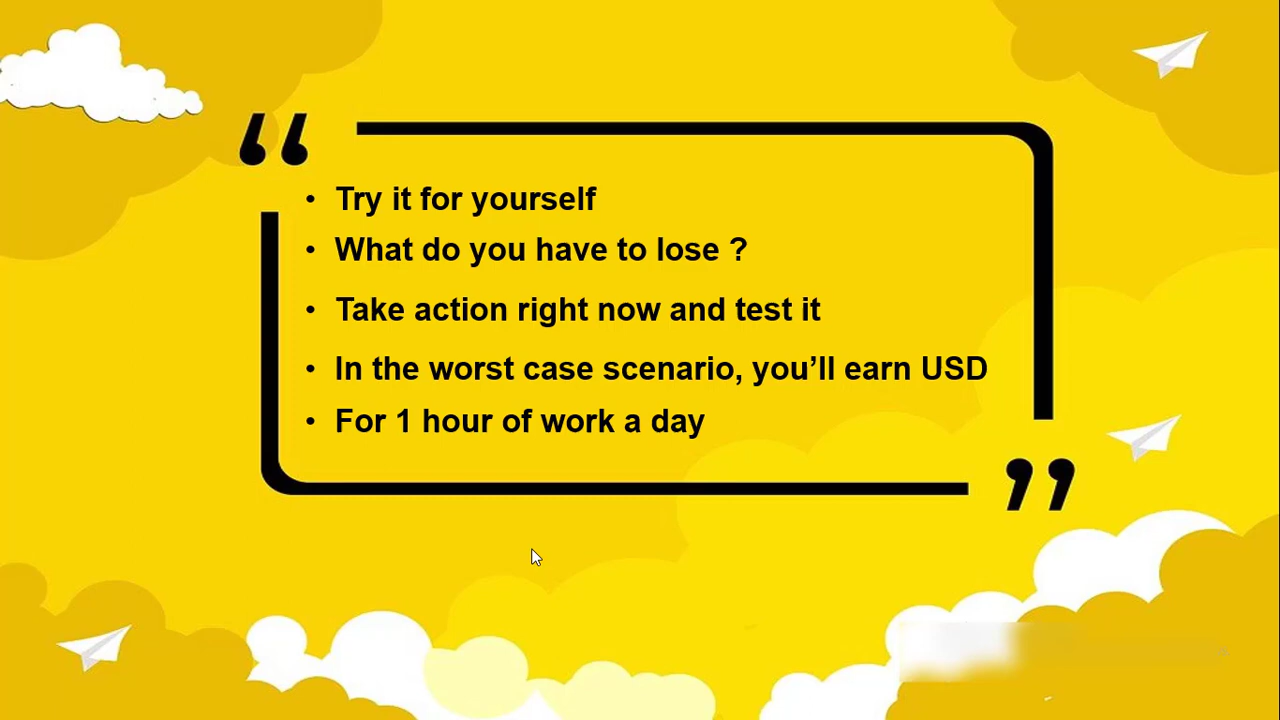 • Try it for yourself
• What do you have to lose ?
• Take action right now and test it
• In the worst case scenario, you’ll earn USD
• For 1 hour of work a day